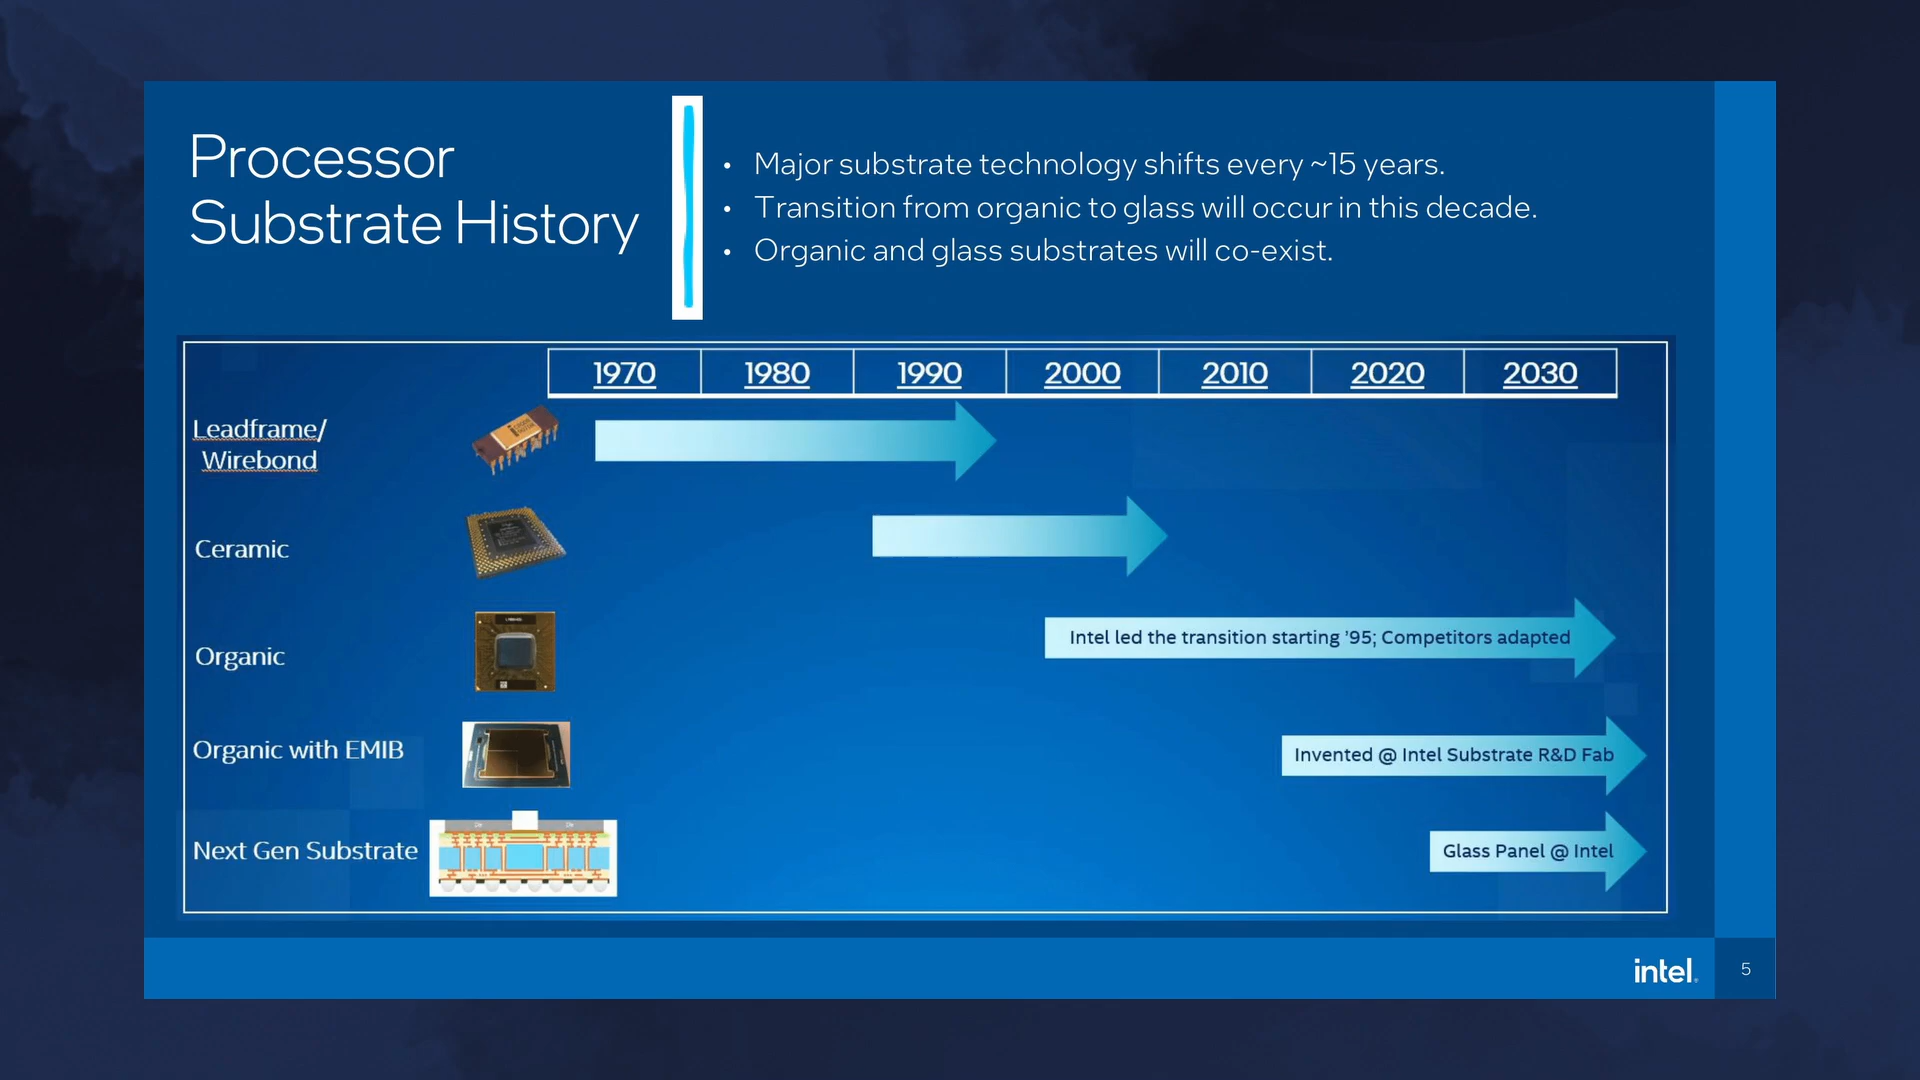 Processor
Substrate History
• Major substrate technology shifts every ~15 years.
• Transition from organic to glass will occur in this decade.
• Organic and glass substrates will co-exist.
1970 1980 1990 2000 2010 2020 2030
Leadframe/
Wirebond
Ceramic
Organic
Intel led the transition starting ’95; Competitors adapted
Organic with EMIB
Invented @ Intel Substrate R&D Fab
Next Gen Substrate
Glass Panel @ Intel
intel.
5